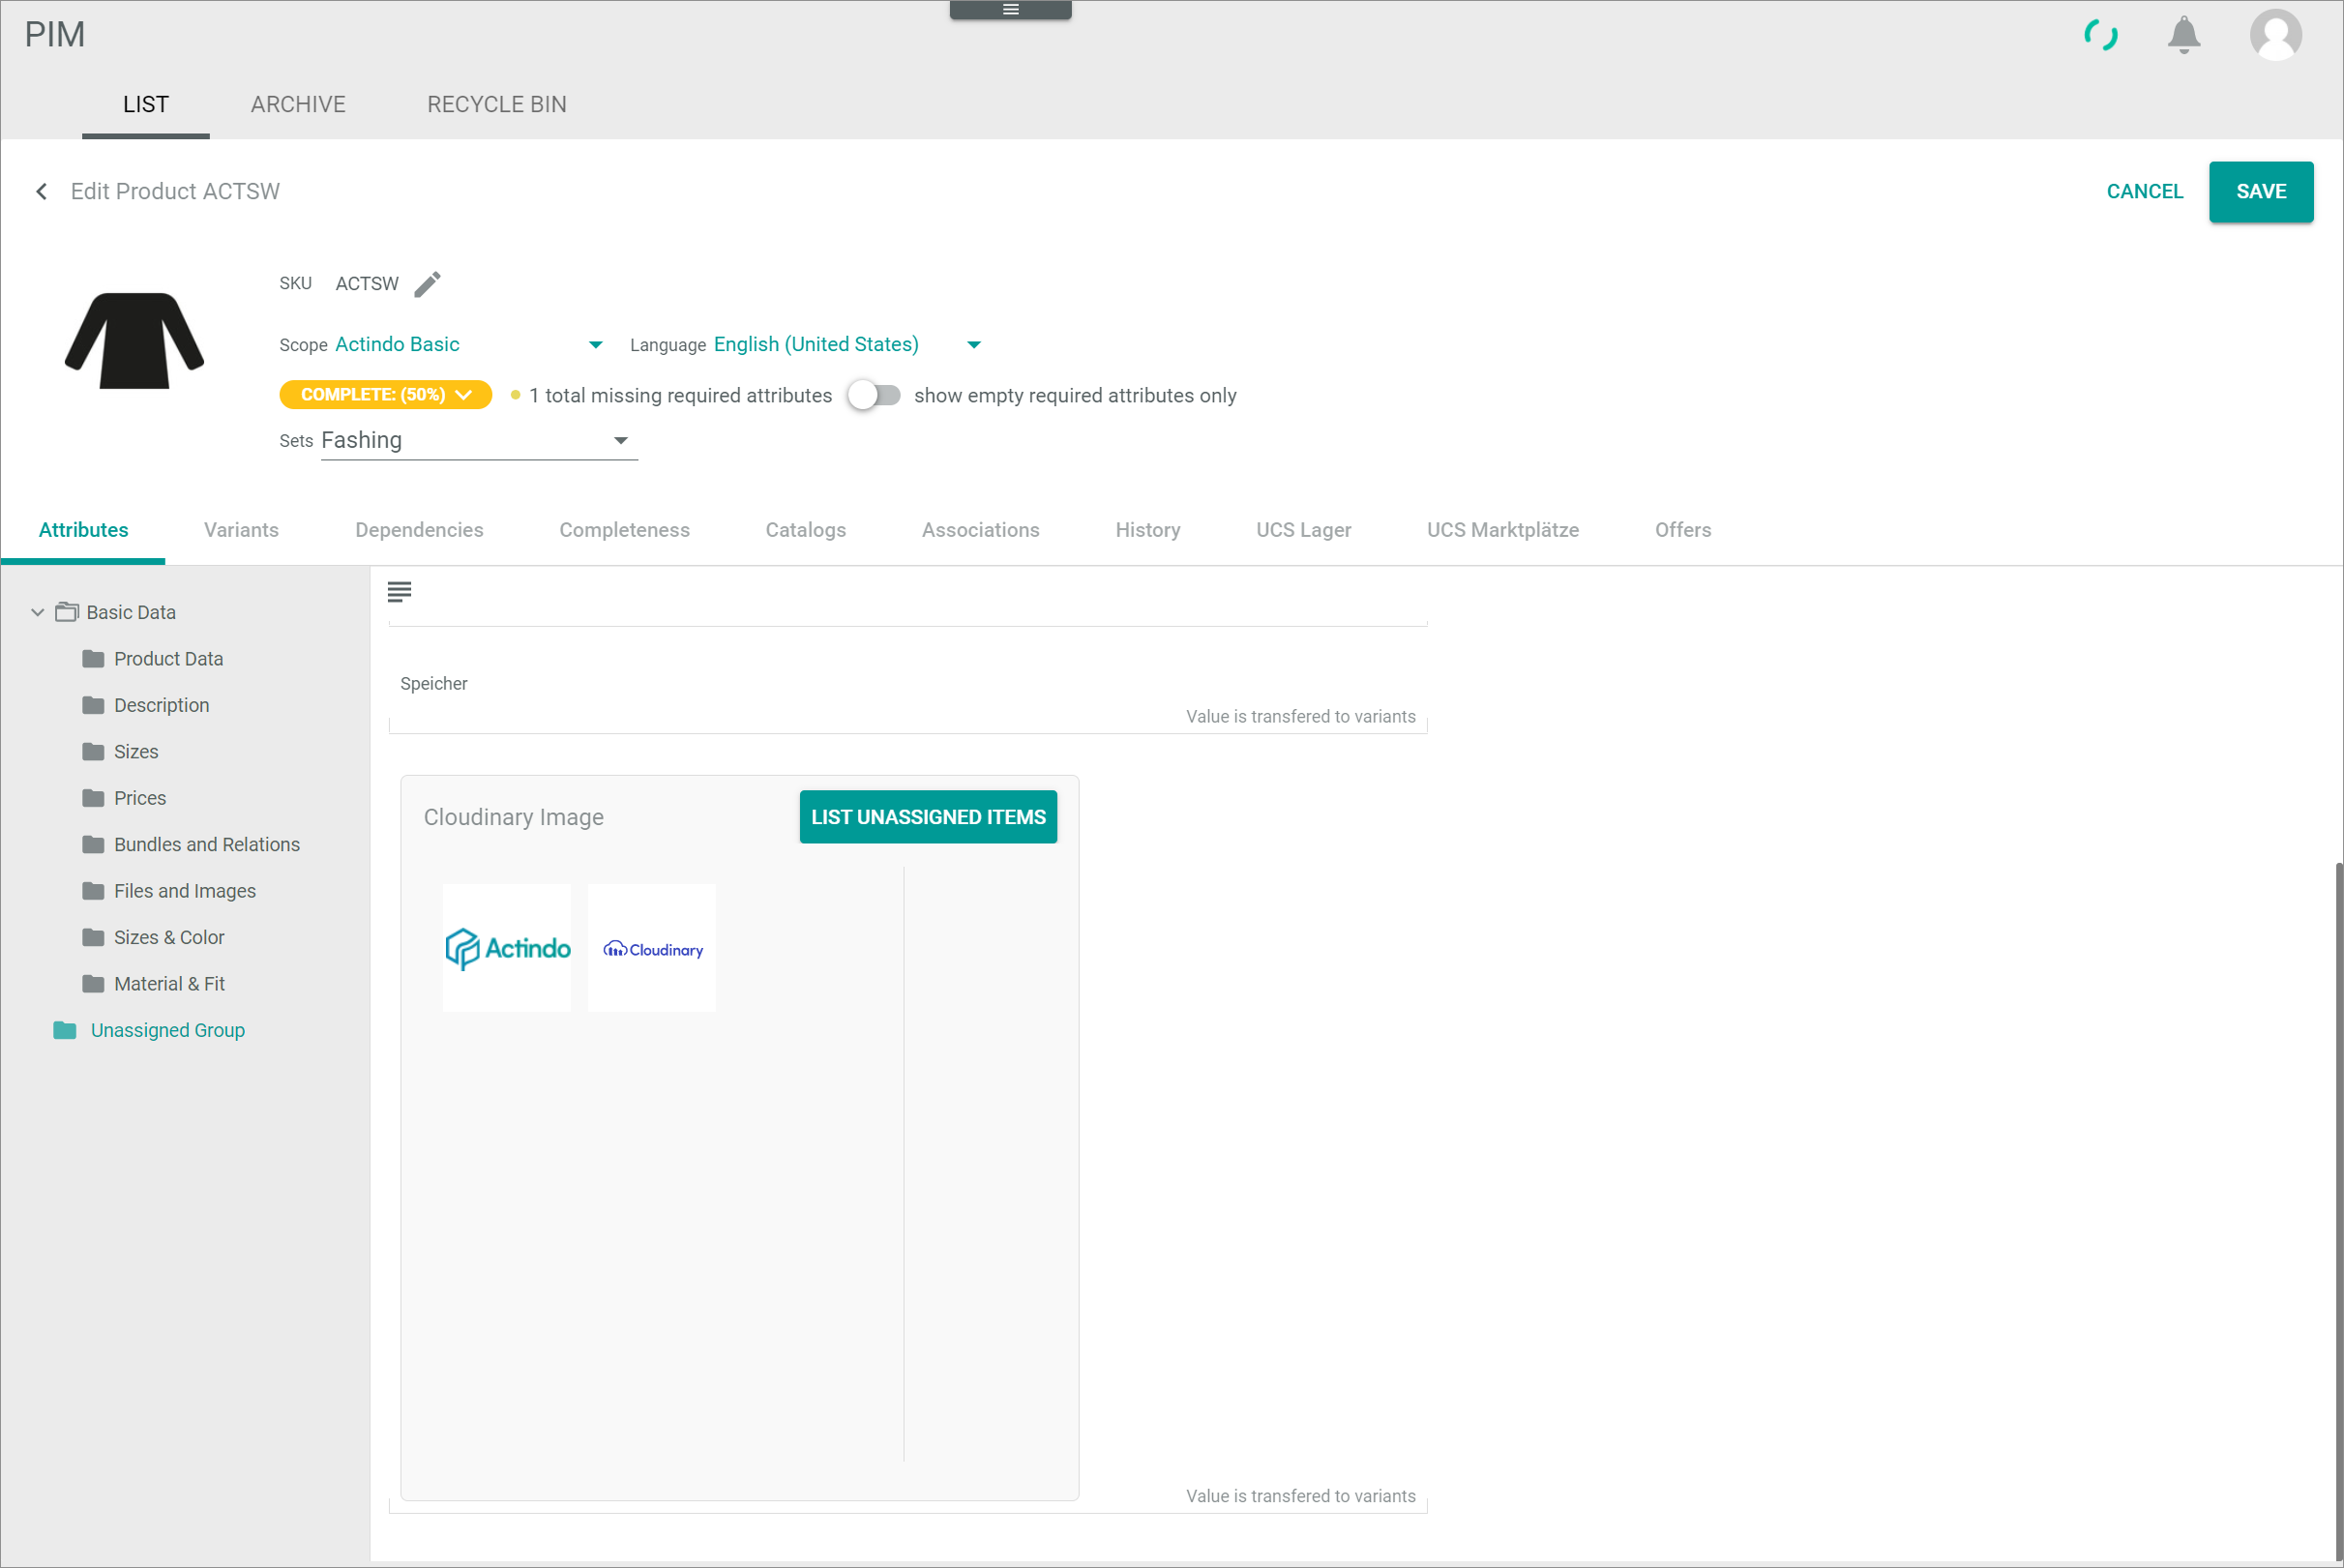 PIM
LIST ARCHIVE RECYCLE BIN
Edit Product ACTSW
CANCEL SAVE
SKU ACTSW
Scope Actindo Basic Language English (United States)
COMPLETE: (50%) 1 total missing required attributes show empty required attributes only
Sets Fashing
Attributes Variants Dependencies Completeness Catalogs Associations History UCS Lager UCS Marktplätze Offers
Basic Data
Product Data
Description
Sizes
Prices
Bundles and Relations
Files and Images
Sizes & Color
Material & Fit
Unassigned Group
Speicher
Value is transfered to variants
Cloudinary Image LIST UNASSIGNED ITEMS
Actindo Cloudinary
Value is transfered to variants